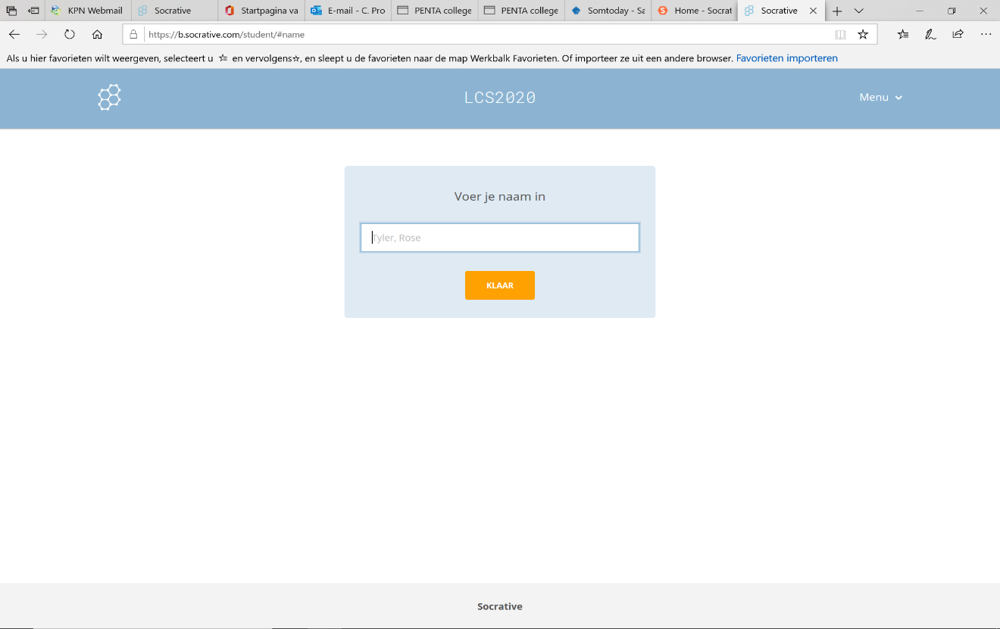 KPN Webmail Socrative Startpagina va E-mail - C. Pro PENTA college PENTA college Somtoday - Sa Home - Socrat Socrative
https://b.socrative.com/student/#name
Als u hier favorieten wilt weergeven, selecteert u en vervolgens☆, en sleept u de favorieten naar de map Werkbalk Favorieten. Of importeer ze uit een andere browser. Favorieten importeren
LCS2020 Menu
Voer je naam in
Tyler, Rose
KLAAR
Socrative